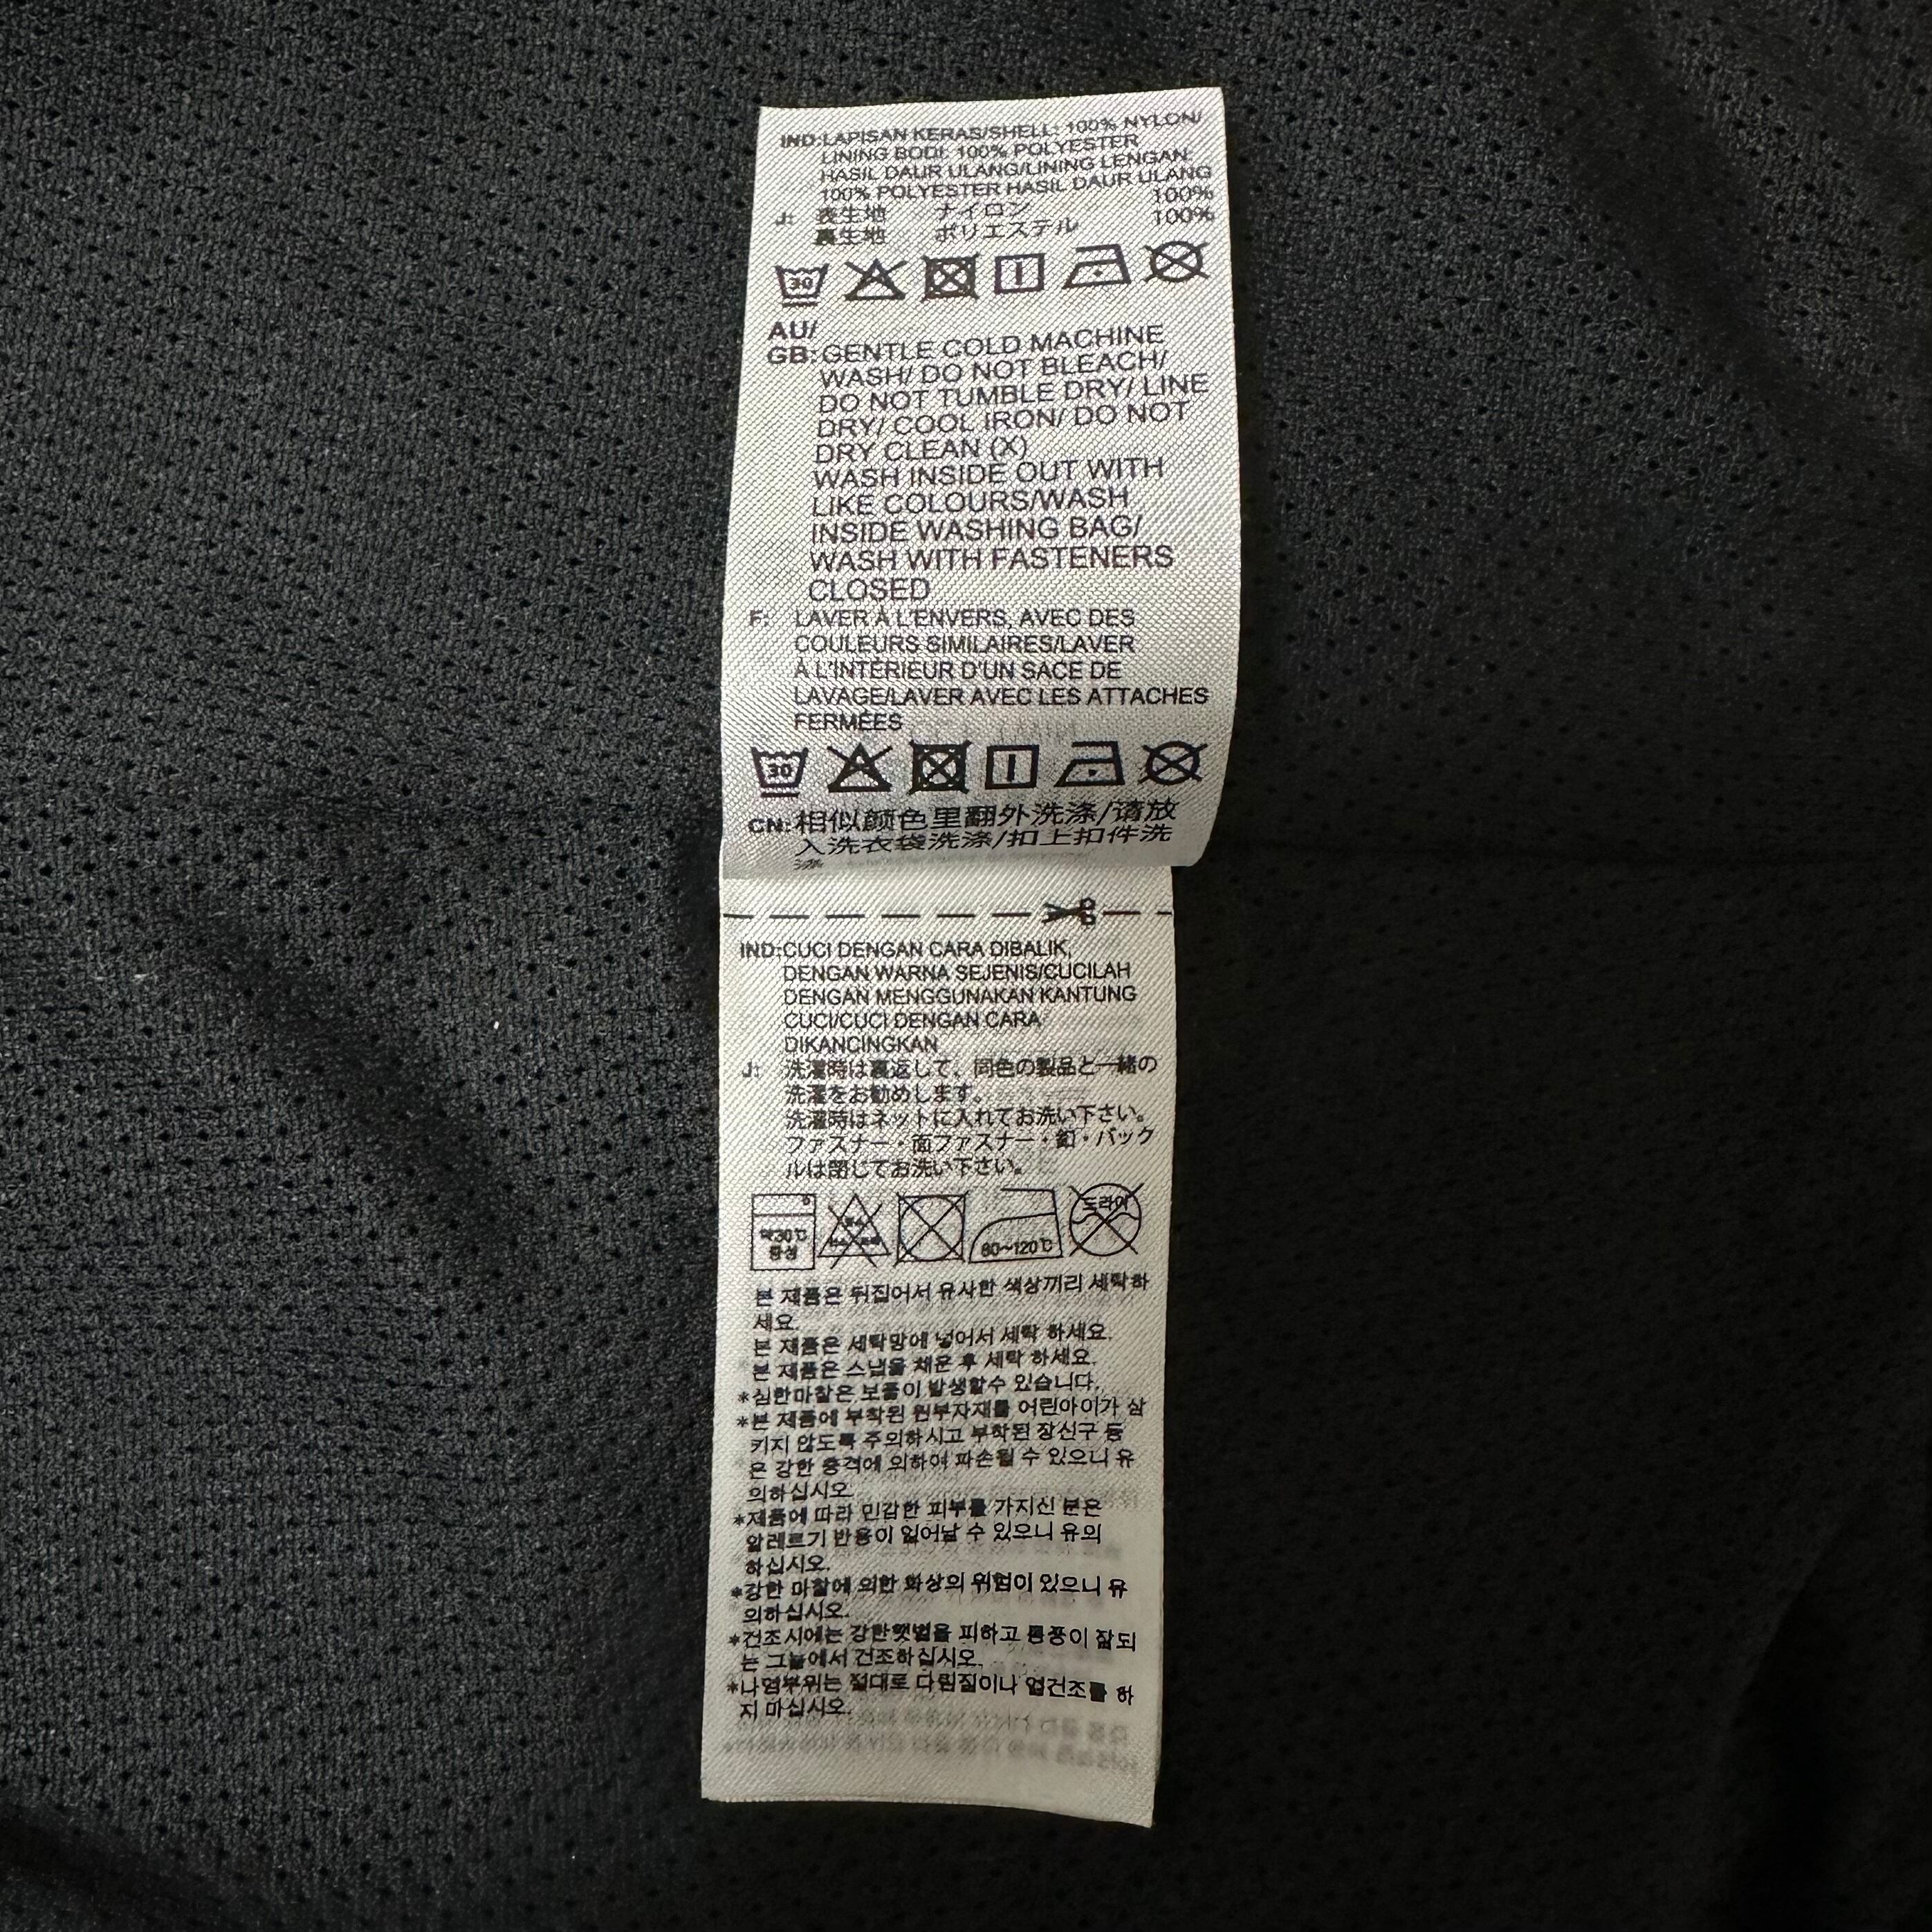 IND:LAPISAN KERAS/SHELL: 100% NYLON/
LINING BODI: 100% POLYESTER
HASIL DAUR ULANG/LINING LENGAN:
100% POLYESTER HASIL DAUR ULANG
J: 表生地 ナイロン 100%
裏生地 ポリエステル 100%
30
AU/
GB:GENTLE COLD MACHINE
WASH/ DO NOT BLEACH/
DO NOT TUMBLE DRY/ LINE
DRY/ COOL IRON/ DO NOT
DRY CLEAN (X)
WASH INSIDE OUT WITH
LIKE COLOURS/WASH
INSIDE WASHING BAG/
WASH WITH FASTENERS
CLOSED
F: LAVER À L'ENVERS, AVEC DES
COULEURS SIMILAIRES/LAVER
À L'INTÉRIEUR D'UN SACE DE
LAVAGE/LAVER AVEC LES ATTACHES
FERMÉES
30
CN:相似颜色里翻外洗涤/请放
入洗衣袋洗涤/扣上扣件洗
涤
IND:CUCI DENGAN CARA DIBALIK,
DENGAN WARNA SEJENIS/CUCILAH
DENGAN MENGGUNAKAN KANTUNG
CUCI/CUCI DENGAN CARA
DIKANCINGKAN
J: 洗濯時は裏返して、同色の製品と一緒の
洗濯をお勧めします。
洗濯時はネットに入れてお洗い下さい。
ファスナー・面ファスナー・釦・バック
ルは閉じてお洗い下さい。
약30℃
중성
80~120℃
드라이
본 제품은 뒤집어서 유사한 색상끼리 세탁하
세요.
본 제품은 세탁망에 넣어서 세탁 하세요.
본 제품은 스냅을 채운 후 세탁 하세요.
*심한마찰은 보풀이 발생할수 있습니다.
*본 제품에 부착된 원부자재를 어린아이가 삼
키지 않도록 주의하시고 부착된 장신구 등
은 강한 충격에 의하여 파손될 수 있으니 유
의하십시오.
*제품에 따라 민감한 피부를 가지신 분은
알레르기 반응이 일어날 수 있으니 유의
하십시오.
*강한 마찰에 의한 화상의 위험이 있으니 유
의하십시오.
*건조시에는 강한햇볕을 피하고 통풍이 잘되
는 그늘에서 건조하십시오.
*나염부위는 절대로 다림질이나 열건조를 하
지 마십시오.